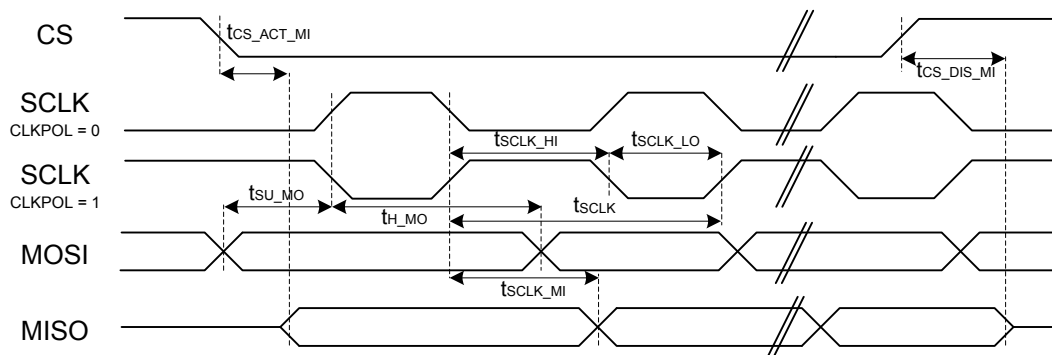 CS
tCS_ACT_MI
tCS_DIS_MI
SCLK
CLKPOL = 0
tSCLK_HI
tSCLK_LO
SCLK
CLKPOL = 1
tSU_MO
tH_MO
tSCLK
MOSI
tSCLK_MI
MISO